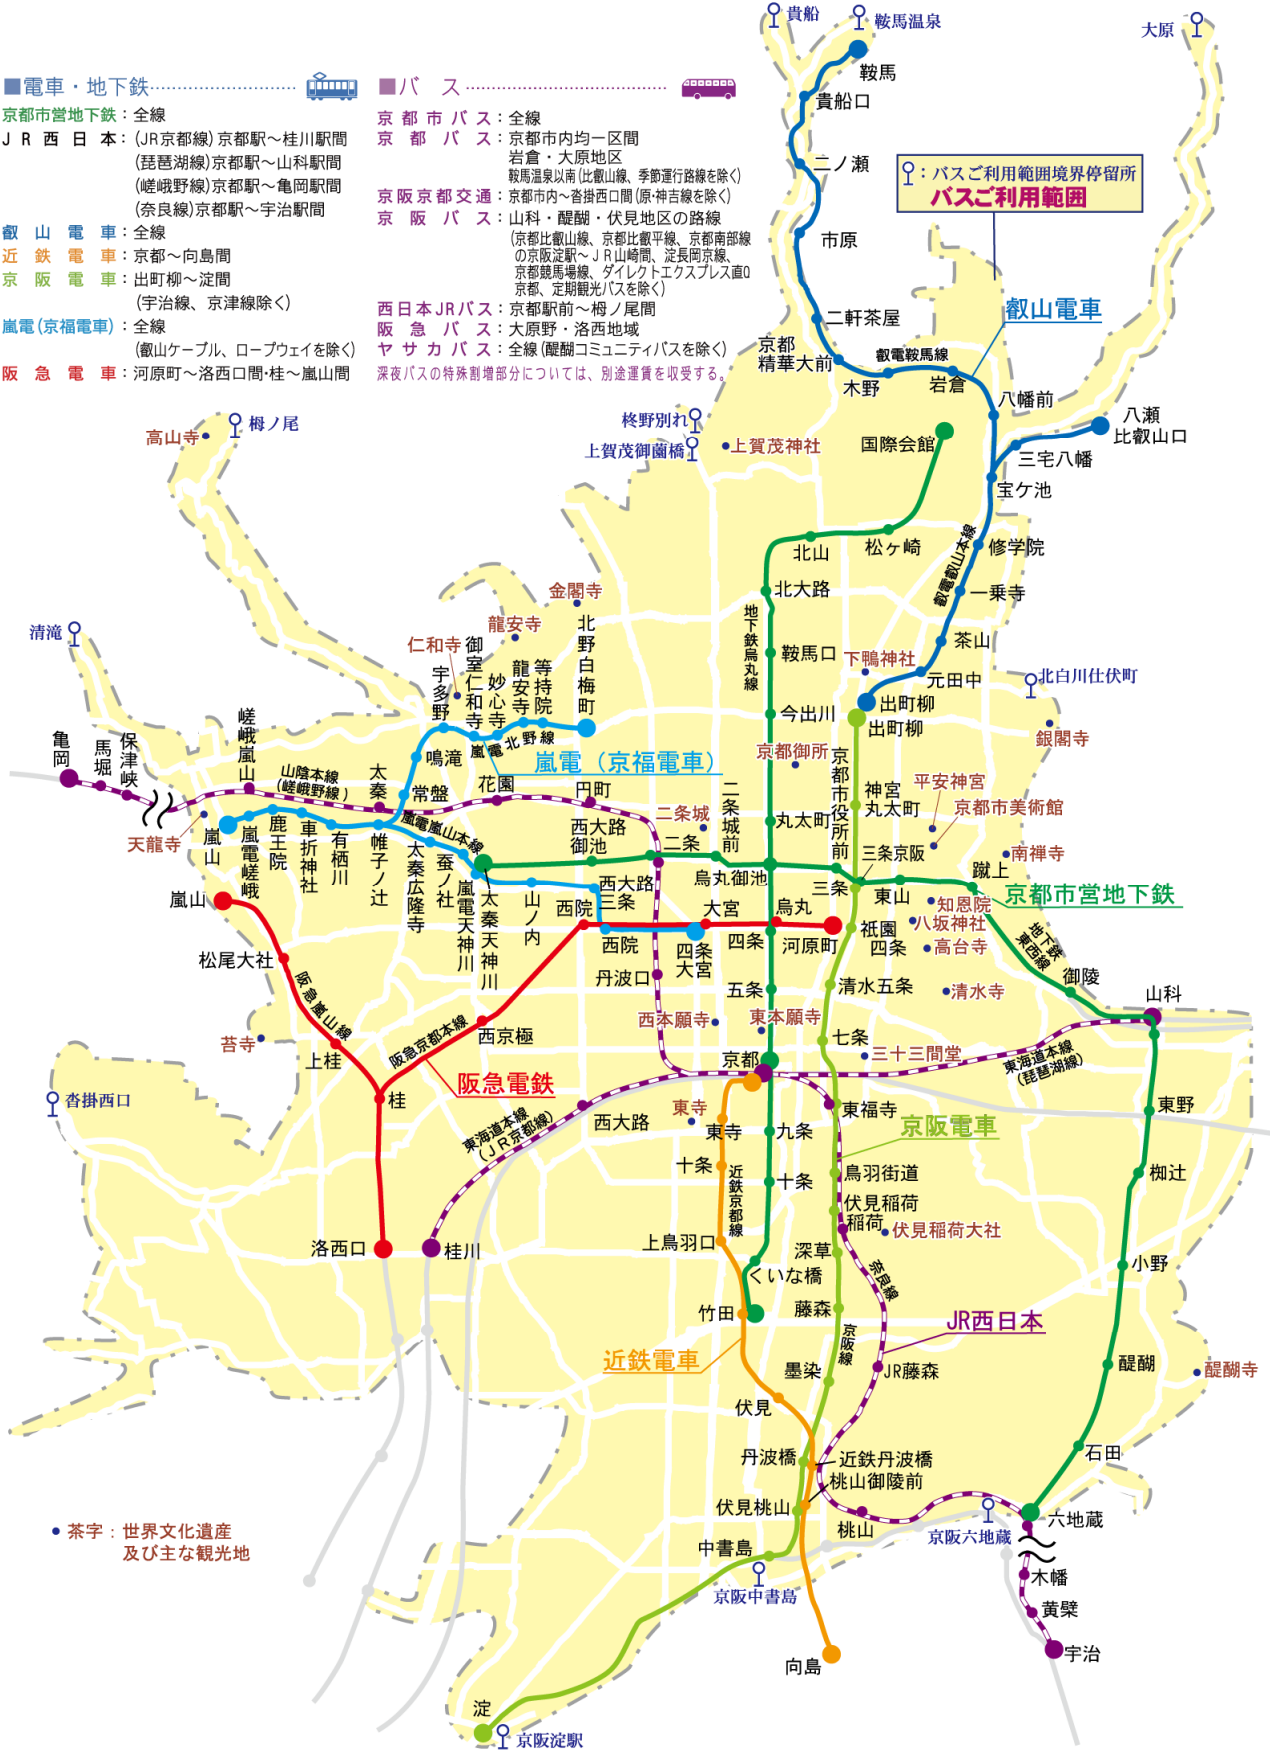 ■電車・地下鉄
京都市営地下鉄：全線
ＪＲ西日本：(JR京都線)京都駅〜桂川駅間
(琵琶湖線)京都駅〜山科駅間
(嵯峨野線)京都駅〜亀岡駅間
(奈良線)京都駅〜宇治駅間
叡山電車：全線
近鉄電車：京都〜向島間
京阪電車：出町柳〜淀間
(宇治線、京津線除く)
嵐電(京福電車)：全線
(叡山ケーブル、ロープウェイを除く)
阪急電車：河原町〜洛西口間・桂〜嵐山間
■バス
京都市バス：全線
京都バス：京都市内均一区間
岩倉・大原地区
鞍馬温泉以南(比叡山線、季節運行路線を除く)
京阪京都交通：京都市内〜沓掛西口間(原・神吉線を除く)
京阪バス：山科・醍醐・伏見地区の路線
(京都比叡山線、京都比叡平線、京都南部線
の京阪淀駅〜ＪＲ山崎間、淀長岡京線、
京都競馬場線、ダイレクトエクスプレス直Q
京都、定期観光バスを除く)
西日本JRバス：京都駅前〜栂ノ尾間
阪急バス：大原野・洛西地域
ヤサカバス：全線(醍醐コミュニティバスを除く)
深夜バスの特殊割増部分については、別途運賃を収受する。
貴船
鞍馬温泉
大原
鞍馬
貴船口
二ノ瀬
：バスご利用範囲境界停留所
バスご利用範囲
市原
二軒茶屋
叡山電車
京都
精華大前
叡電鞍馬線
木野
岩倉
八幡前
八瀬
比叡山口
三宅八幡
宝ケ池
国際会館
柊野別れ
上賀茂御薗橋
上賀茂神社
栂ノ尾
高山寺
北山
松ヶ崎
修学院
叡電叡山本線
一乗寺
北大路
茶山
地下鉄烏丸線
鞍馬口
下鴨神社
元田中
北白川仕伏町
出町柳
出町柳
今出川
銀閣寺
京都御所
清滝
金閣寺
龍安寺
仁和寺
北野白梅町
等持院
龍安寺
妙心寺
御室仁和寺
宇多野
嵐電北野線
嵐電（京福電車）
鳴滝
常盤
亀岡
馬堀
保津峡
嵯峨嵐山
山陰本線
(嵯峨野線)
太秦
花園
円町
二条城
二条城前
丸太町
京都市役所前
神宮
丸太町
平安神宮
京都市美術館
南禅寺
天龍寺
嵐山
嵐電嵯峨
鹿王院
車折神社
有栖川
帷子ノ辻
嵐電嵐山本線
太秦広隆寺
蚕ノ社
嵐電天神川
太秦天神川
山ノ内
西大路
御池
二条
西大路
三条
烏丸御池
三条京阪
三条
東山
蹴上
京都市営地下鉄
知恩院
八坂神社
高台寺
嵐山
松尾大社
阪急嵐山線
西院
西院
大宮
四条
大宮
四条
烏丸
河原町
祇園
四条
地下鉄
東西線
御陵
山科
丹波口
五条
清水五条
清水寺
西本願寺
東本願寺
苔寺
上桂
西京極
阪急京都本線
阪急電鉄
桂
京都
七条
三十三間堂
東海道本線
(琵琶湖線)
沓掛西口
東海道本線
(ＪＲ京都線)
西大路
東寺
東寺
九条
東福寺
京阪電車
東野
十条
近鉄京都線
十条
鳥羽街道
椥辻
伏見稲荷
稲荷
伏見稲荷大社
洛西口
桂川
上鳥羽口
くいな橋
深草
奈良線
小野
竹田
藤森
京阪線
JR西日本
近鉄電車
墨染
JR藤森
醍醐
醍醐寺
伏見
丹波橋
近鉄丹波橋
石田
桃山御陵前
伏見桃山
桃山
京阪六地蔵
六地蔵
中書島
京阪中書島
木幡
黄檗
宇治
向島
淀
京阪淀駅
茶字：世界文化遺産
及び主な観光地